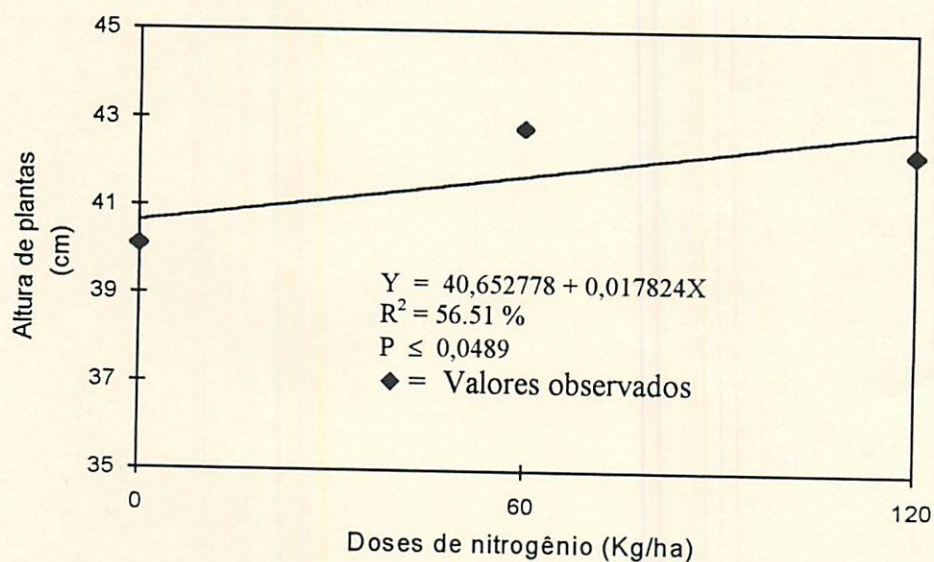 45
43
41
39
37
35
Altura de plantas
(cm)
Y = 40,652778 + 0,017824X
R² = 56.51 %
P ≤ 0,0489
◆ = Valores observados
0
60
120
Doses de nitrogênio (Kg/ha)